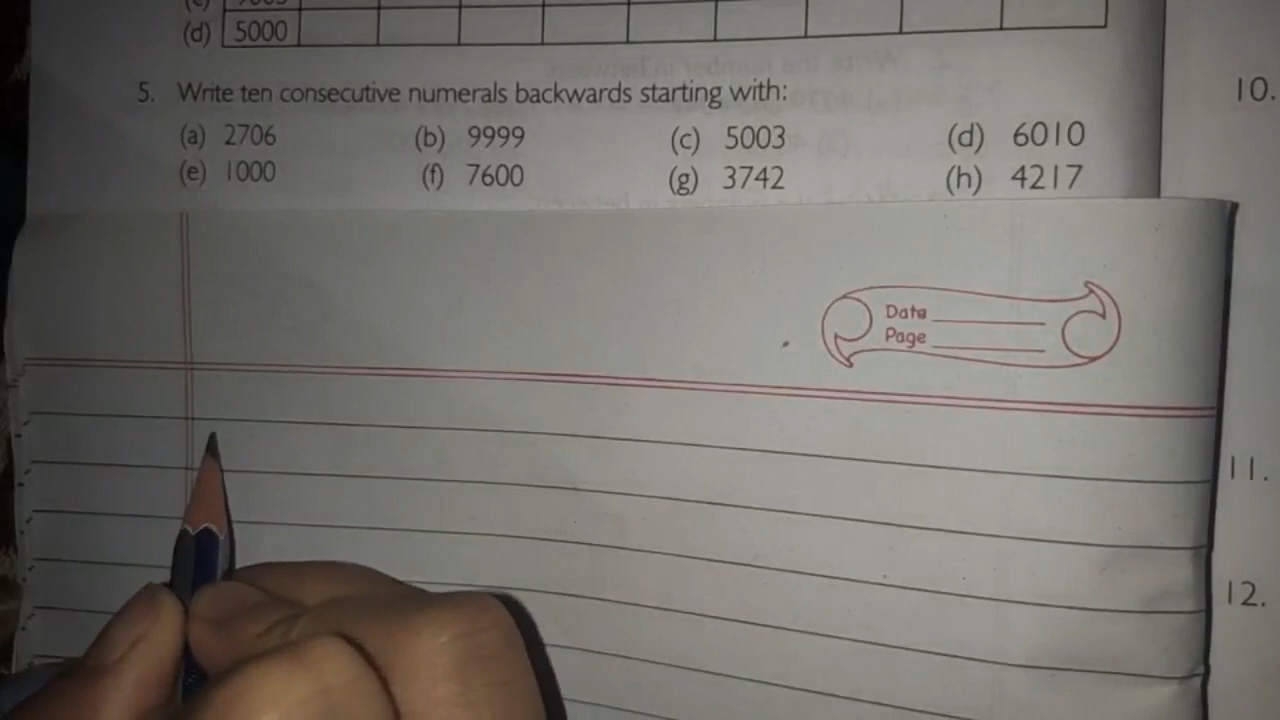 (d) 5000
5. Write ten consecutive numerals backwards starting with:
(a) 2706 (b) 9999 (c) 5003 (d) 6010
(e) 1000 (f) 7600 (g) 3742 (h) 4217
10.
Date
Page
11.
12.